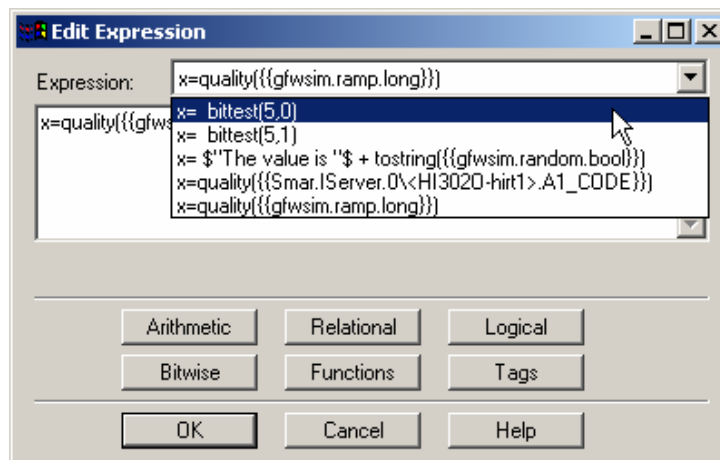 Edit Expression
Expression: x=quality({{gfwsim.ramp.long}})
x=quality({{gfws
x= bittest(5,0)
x= bittest(5,1)
x= $"The value is "$ + tostring({{gfwsim.random.bool}})
x=quality({{Smar.IServer.0\<HI302O-hirt1>.A1_CODE}})
x=quality({{gfwsim.ramp.long}})
Arithmetic Relational Logical
Bitwise Functions Tags
OK Cancel Help